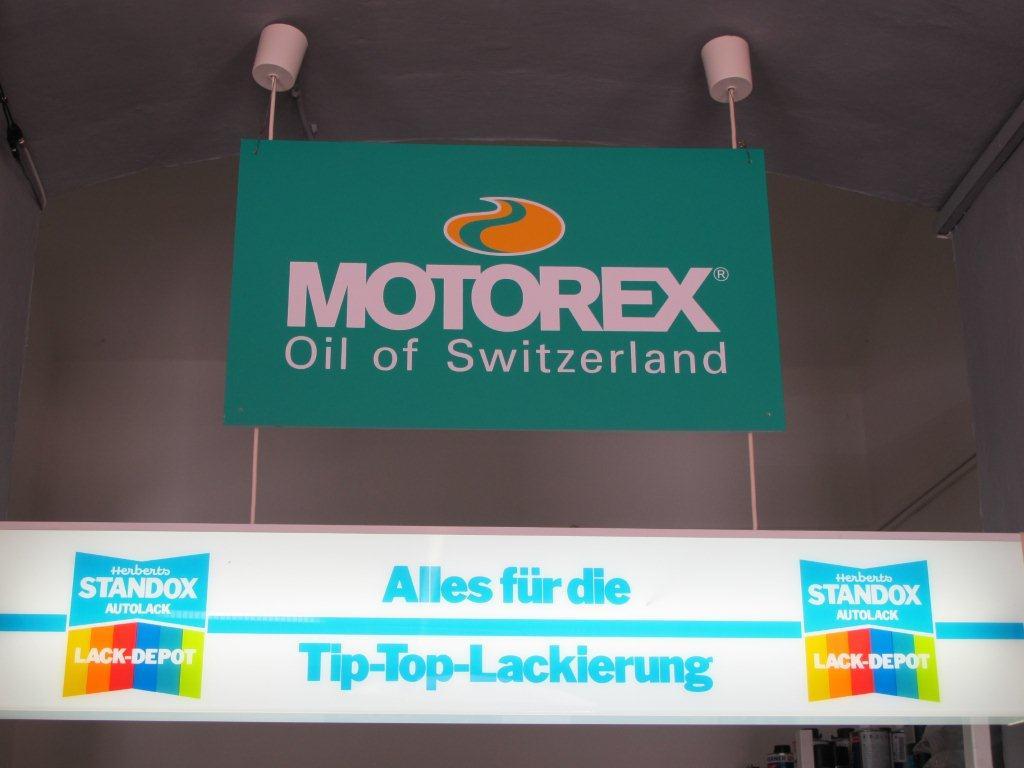 MOTOREX®
Oil of Switzerland
Herberts
STANDOX
AUTOLACK
LACK-DEPOT
Alles für die
Tip-Top-Lackierung
Herberts
STANDOX
AUTOLACK
LACK-DEPOT